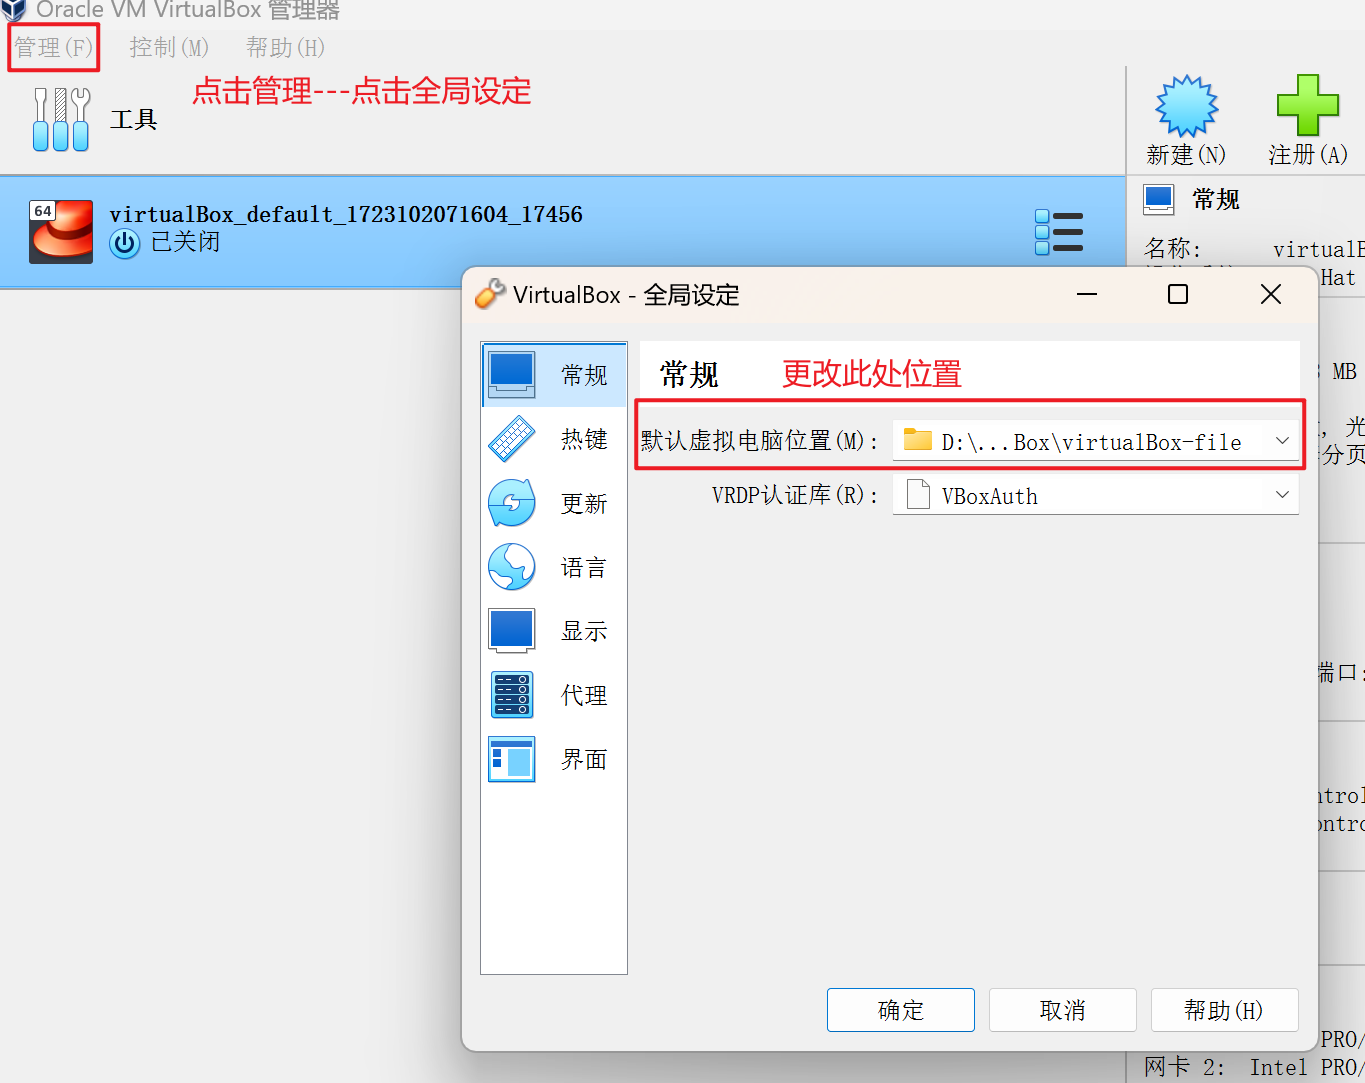 Oracle VM VirtualBox 管理器
管理(F) 控制(M) 帮助(H)
点击管理---点击全局设定
工具
新建(N) 注册(A)
64
virtualBox_default_1723102071604_17456
已关闭
常规
名称: virtualB
Hat
VirtualBox - 全局设定
常规
热键
更新
语言
显示
代理
界面
常规
更改此处位置
默认虚拟电脑位置(M): D:\...Box\virtualBox-file
VRDP认证库(R): VBoxAuth
MB
, 光
分页
端口:
ntrol
ontro
确定 取消 帮助(H)
PRO/
网卡 2: Intel PRO/